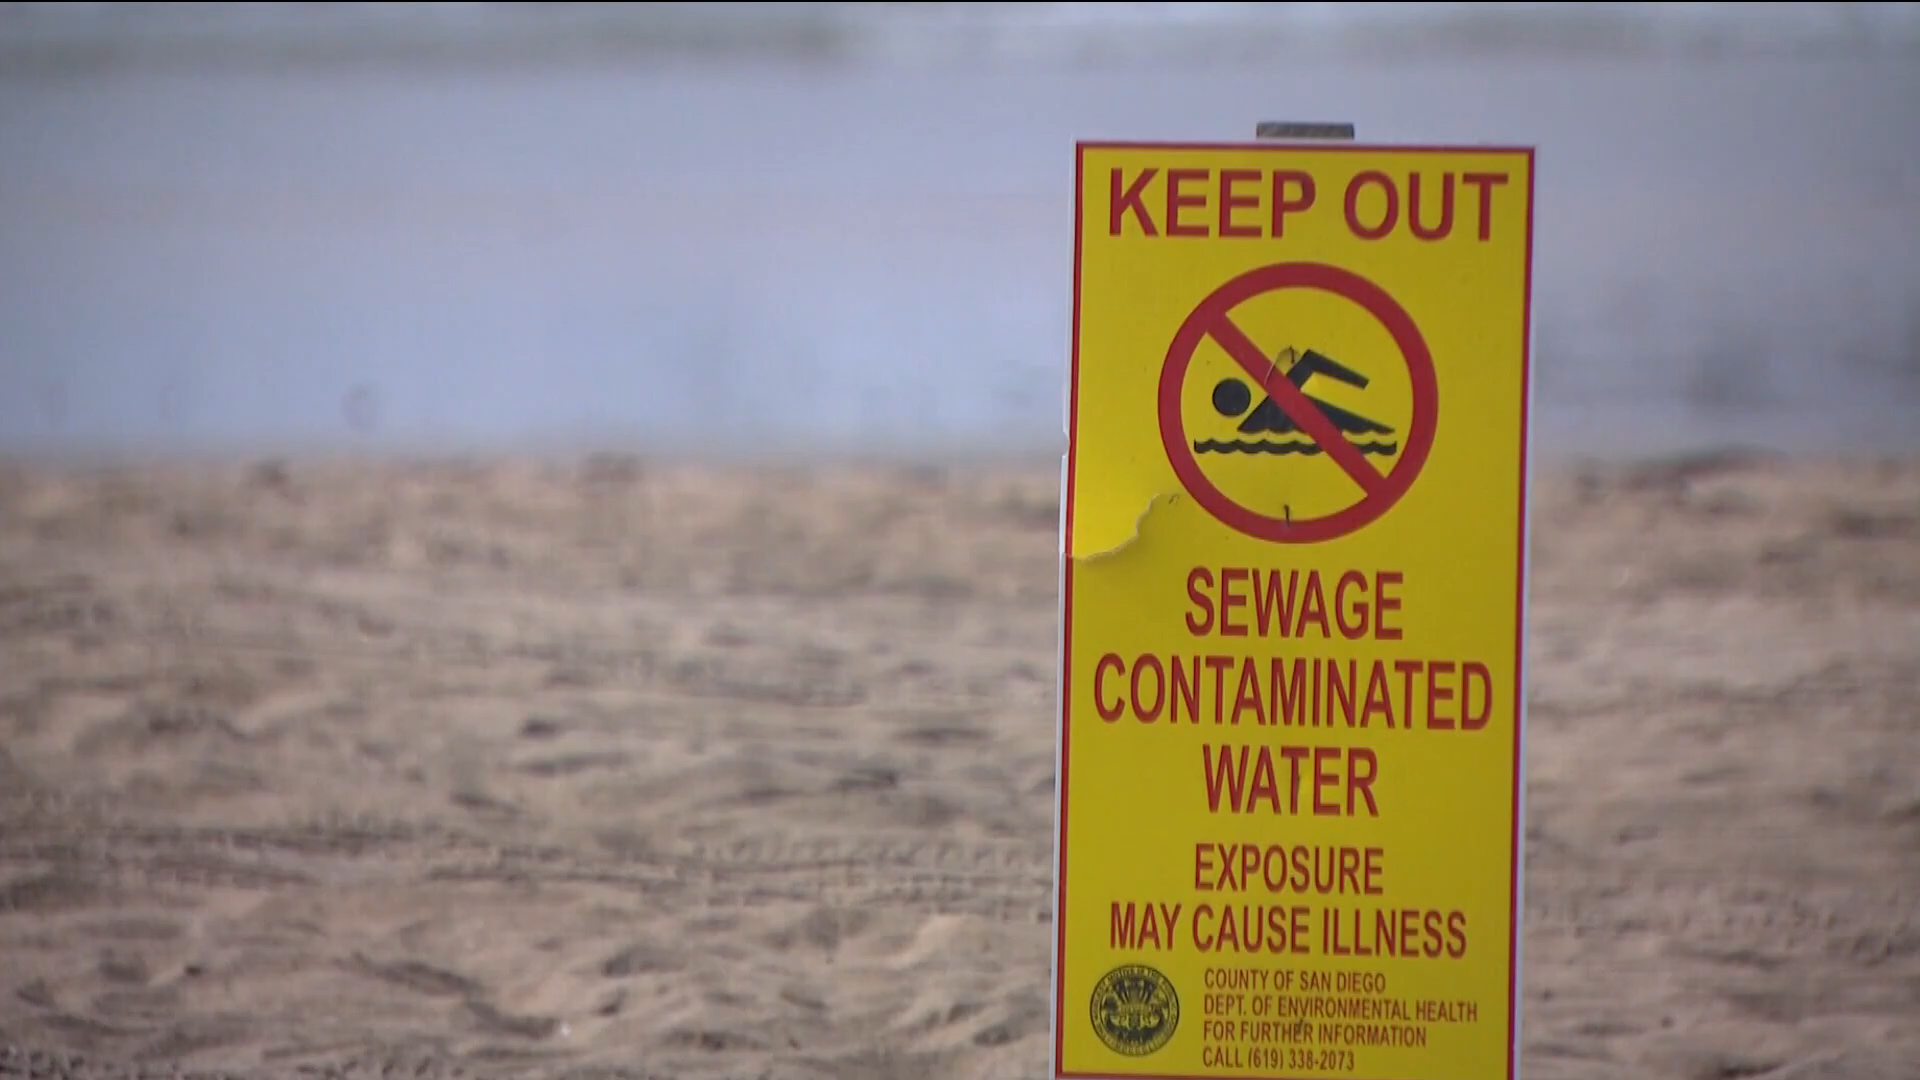 KEEP OUT
SEWAGE
CONTAMINATED
WATER
EXPOSURE
MAY CAUSE ILLNESS
COUNTY OF SAN DIEGO
DEPT. OF ENVIRONMENTAL HEALTH
FOR FURTHER INFORMATION
CALL (619) 338-2073